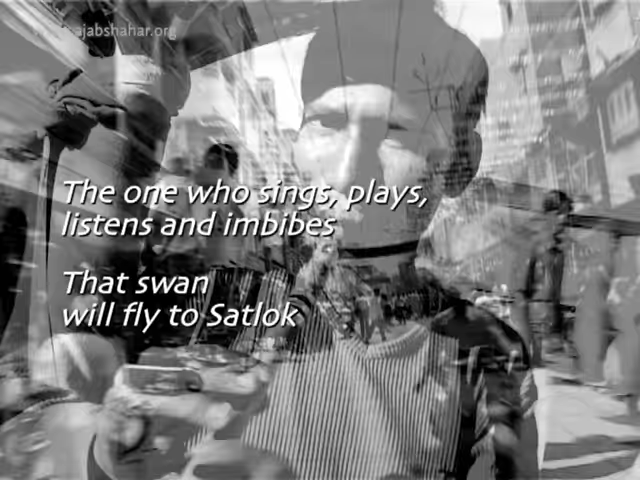 ajabshahar.org
The one who sings, plays,
listens and imbibes
That swan
will fly to Satlok